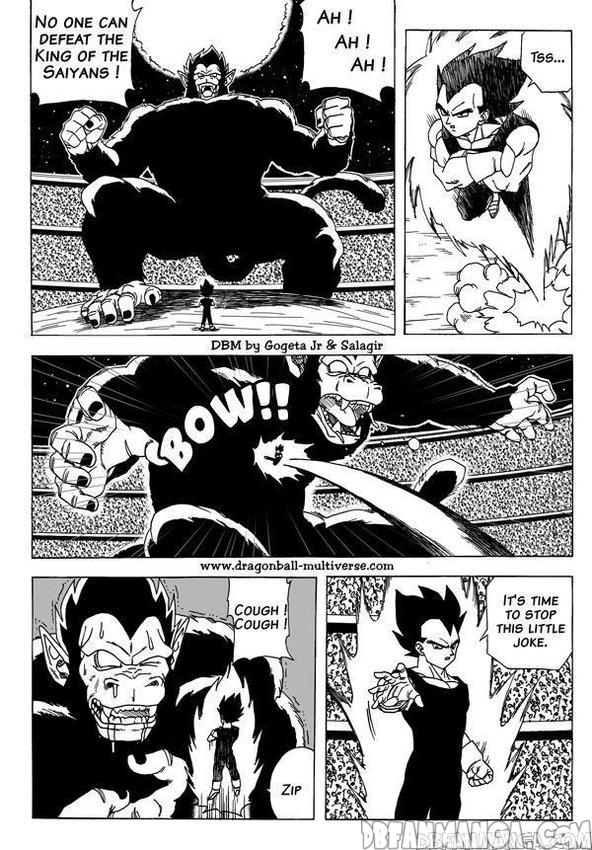 No one can
defeat the
King of the
Saiyans !
Ah !
Ah !
Ah !
Tss...
DBM by Gogeta Jr & Salagir
BOW!!
www.dragonball-multiverse.com
Cough !
Cough !
Zip
It's time
to stop
this little
joke.
DBFANMANGA.COM